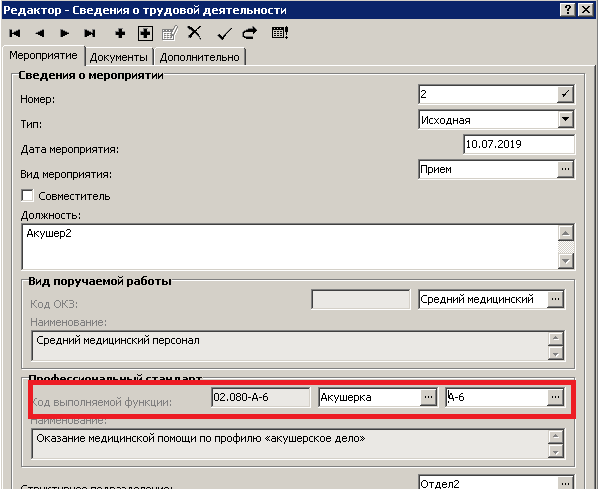 Редактор - Сведения о трудовой деятельности
Мероприятие Документы Дополнительно
Сведения о мероприятии
Номер: 2
Тип: Исходная
Дата мероприятия: 10.07.2019
Вид мероприятия: Прием
Совместитель
Должность:
Акушер2
Вид поручаемой работы
Код ОКЗ: Средний медицинский
Наименование:
Средний медицинский персонал
Профессиональный стандарт
Код выполняемой функции: 02.080-А-6 Акушерка А-6
Наименование:
Оказание медицинской помощи по профилю «акушерское дело»
Структурное подразделение: Отдел2